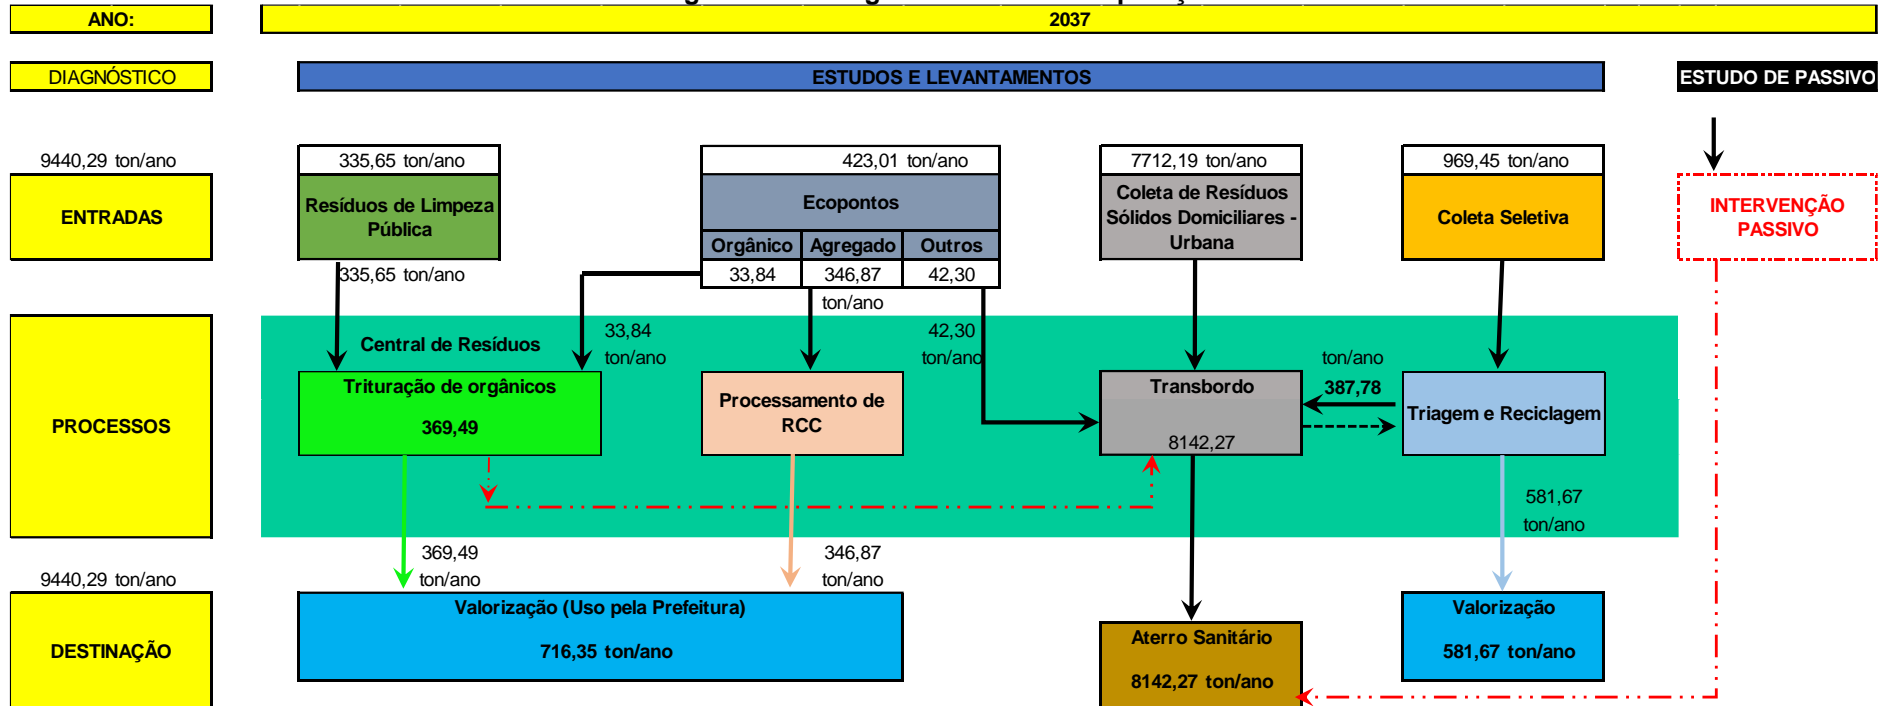 ANO:
2037
DIAGNÓSTICO
ESTUDOS E LEVANTAMENTOS
ESTUDO DE PASSIVO
9440,29 ton/ano
335,65 ton/ano
423,01 ton/ano
7712,19 ton/ano
969,45 ton/ano
ENTRADAS
Resíduos de Limpeza
Pública
Ecopontos
Orgânico Agregado Outros
33,84 346,87 42,30
ton/ano
Coleta de Resíduos
Sólidos Domiciliares -
Urbana
Coleta Seletiva
INTERVENÇÃO
PASSIVO
335,65 ton/ano
PROCESSOS
Central de Resíduos
33,84
ton/ano
42,30
ton/ano
ton/ano
387,78
Trituração de orgânicos
369,49
Processamento de
RCC
Transbordo
8142,27
Triagem e Reciclagem
581,67
ton/ano
369,49
ton/ano
346,87
ton/ano
9440,29 ton/ano
DESTINAÇÃO
Valorização (Uso pela Prefeitura)
716,35 ton/ano
Aterro Sanitário
8142,27 ton/ano
Valorização
581,67 ton/ano